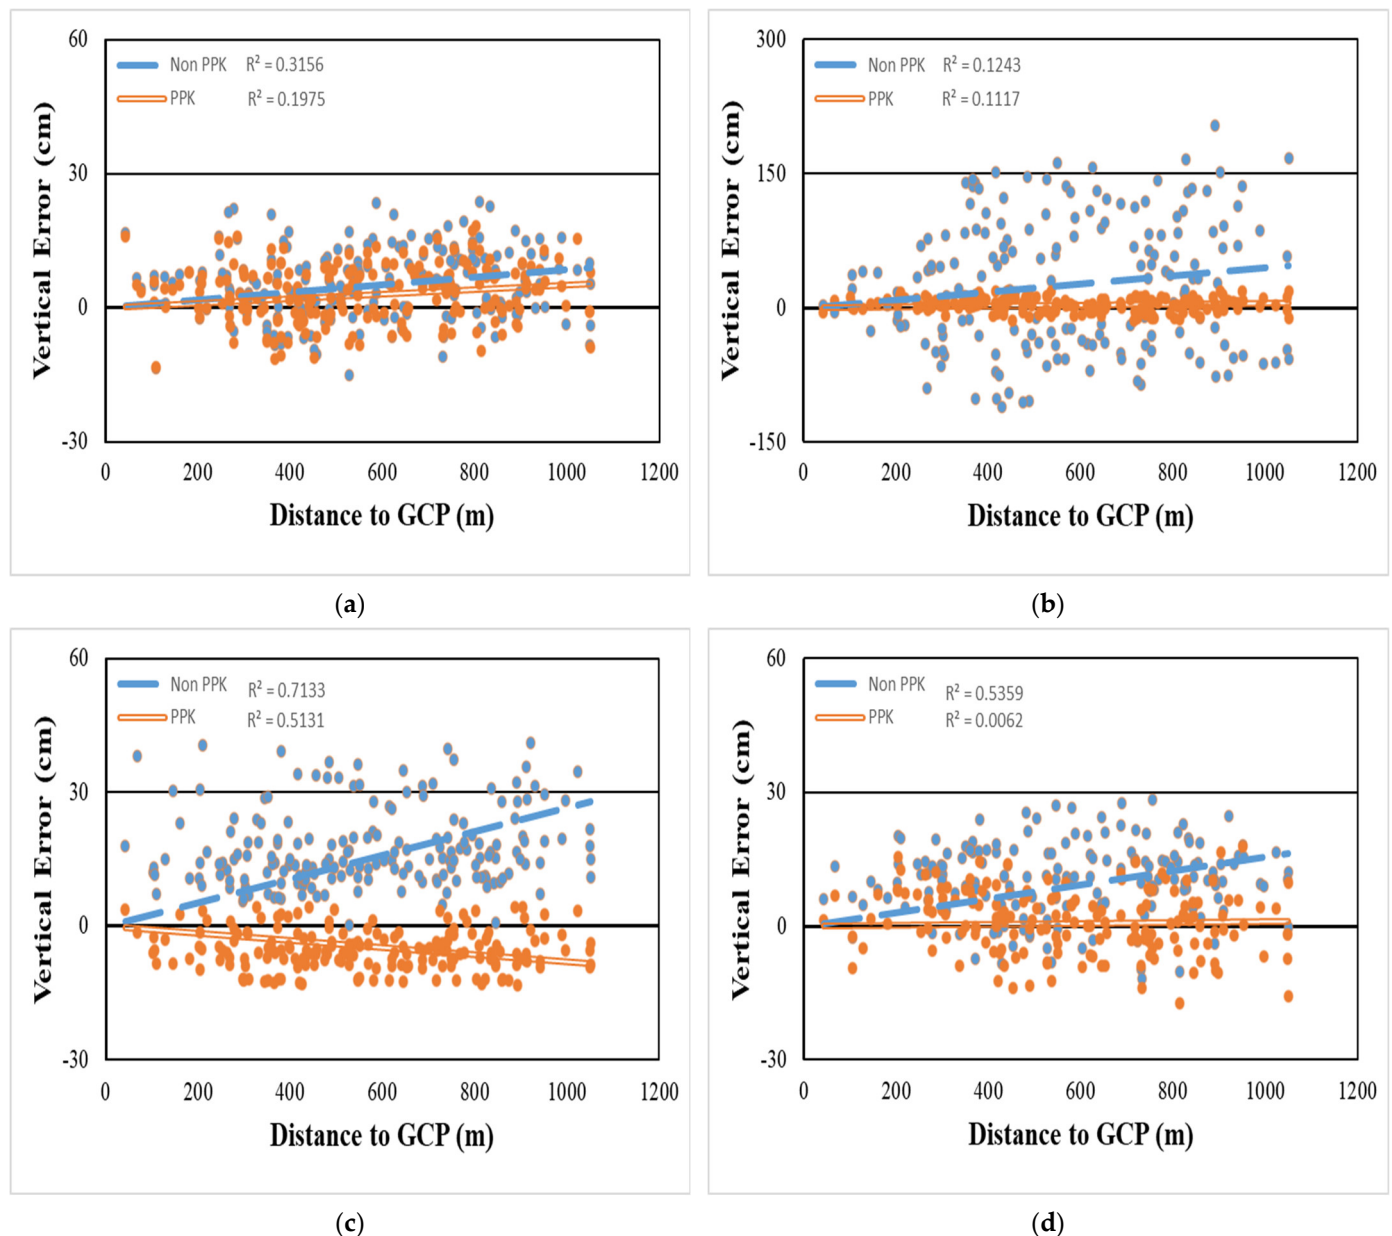 60
Non PPK R² = 0.3156
PPK R² = 0.1975
30
0
-30
Vertical Error (cm)
0 200 400 600 800 1000 1200
Distance to GCP (m)
(a)
300
Non PPK R² = 0.1243
PPK R² = 0.1117
150
0
-150
Vertical Error (cm)
0 200 400 600 800 1000 1200
Distance to GCP (m)
(b)
60
Non PPK R² = 0.7133
PPK R² = 0.5131
30
0
-30
Vertical Error (cm)
0 200 400 600 800 1000 1200
Distance to GCP (m)
(c)
60
Non PPK R² = 0.5359
PPK R² = 0.0062
30
0
-30
Vertical Error (cm)
0 200 400 600 800 1000 1200
Distance to GCP (m)
(d)